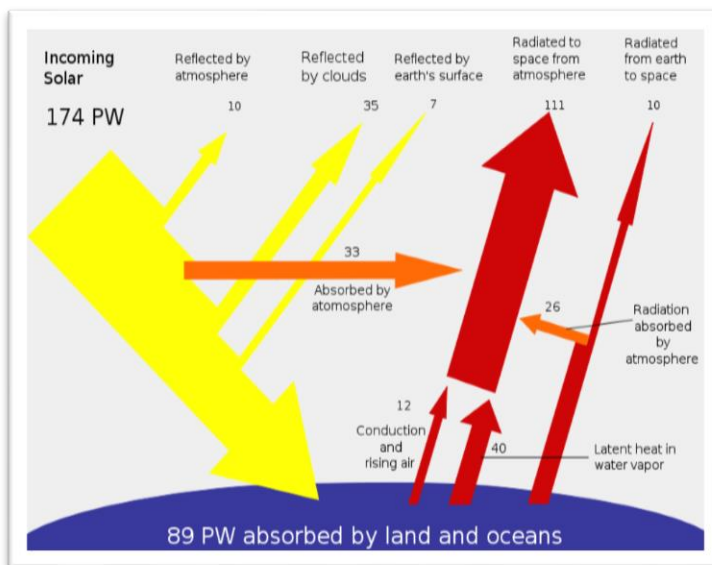 Incoming
Solar
174 PW
Reflected by
atmosphere
10
Reflected
by clouds
35
Reflected by
earth's surface
7
Radiated to
space from
atmosphere
111
Radiated
from earth
to space
10
33
Absorbed by
atomosphere
26
Radiation
absorbed
by
atmosphere
12
Conduction
and
rising air
40
Latent heat in
water vapor
89 PW absorbed by land and oceans